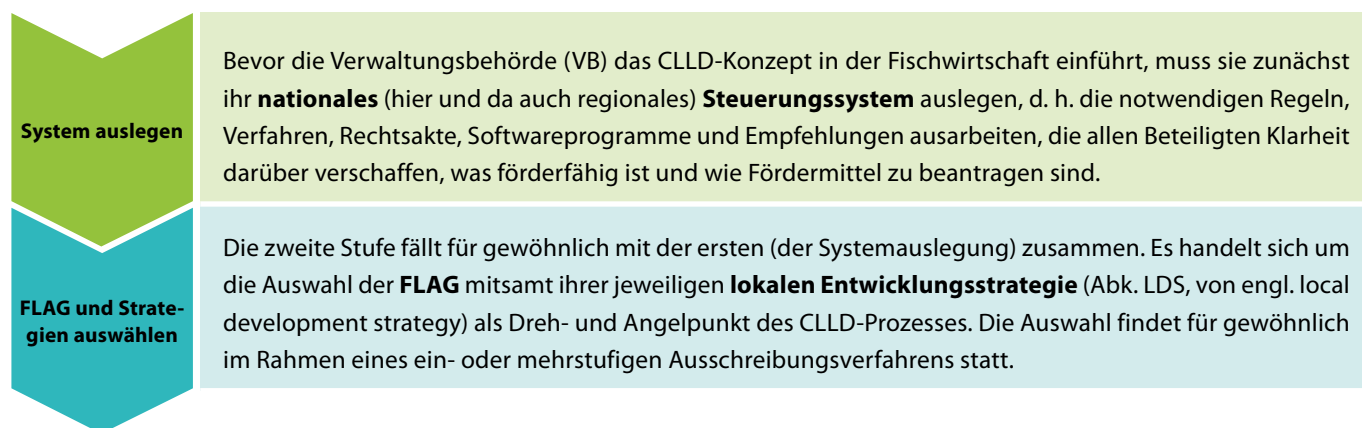 System auslegen
Bevor die Verwaltungsbehörde (VB) das CLLD-Konzept in der Fischwirtschaft einführt, muss sie zunächst
ihr nationales (hier und da auch regionales) Steuerungssystem auslegen, d. h. die notwendigen Regeln,
Verfahren, Rechtsakte, Softwareprogramme und Empfehlungen ausarbeiten, die allen Beteiligten Klarheit
darüber verschaffen, was förderfähig ist und wie Fördermittel zu beantragen sind.
FLAG und Strate-
gien auswählen
Die zweite Stufe fällt für gewöhnlich mit der ersten (der Systemauslegung) zusammen. Es handelt sich um
die Auswahl der FLAG mitsamt ihrer jeweiligen lokalen Entwicklungsstrategie (Abk. LDS, von engl. local
development strategy) als Dreh- und Angelpunkt des CLLD-Prozesses. Die Auswahl findet für gewöhnlich
im Rahmen eines ein- oder mehrstufigen Ausschreibungsverfahrens statt.